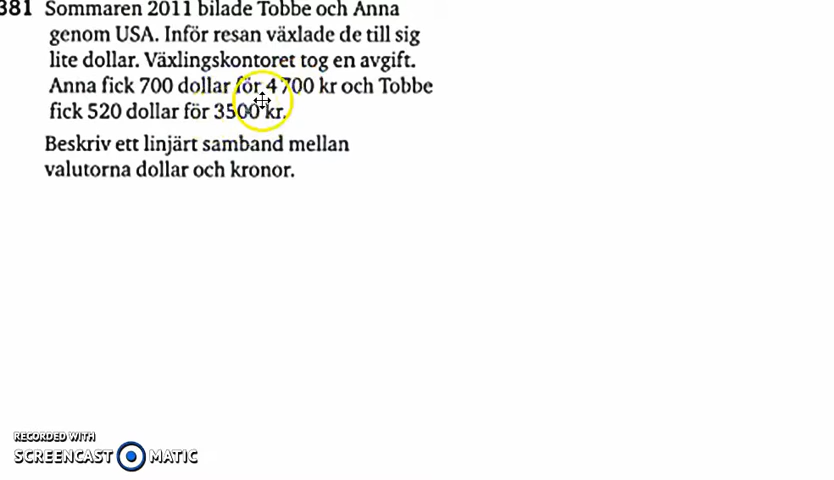 381 Sommaren 2011 bilade Tobbe och Anna
genom USA. Inför resan växlade de till sig
lite dollar. Växlingskontoret tog en avgift.
Anna fick 700 dollar för 4 700 kr och Tobbe
fick 520 dollar för 3500 kr.
Beskriv ett linjärt samband mellan
valutorna dollar och kronor.
RECORDED WITH
SCREENCAST MATIC